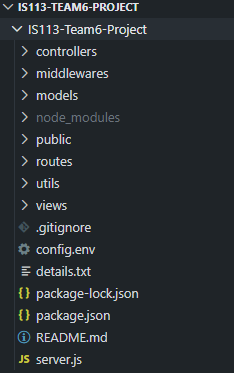 IS113-TEAM6-PROJECT
IS113-Team6-Project
controllers
middlewares
models
node_modules
public
routes
utils
views
.gitignore
config.env
details.txt
{} package-lock.json
{} package.json
README.md
JS server.js